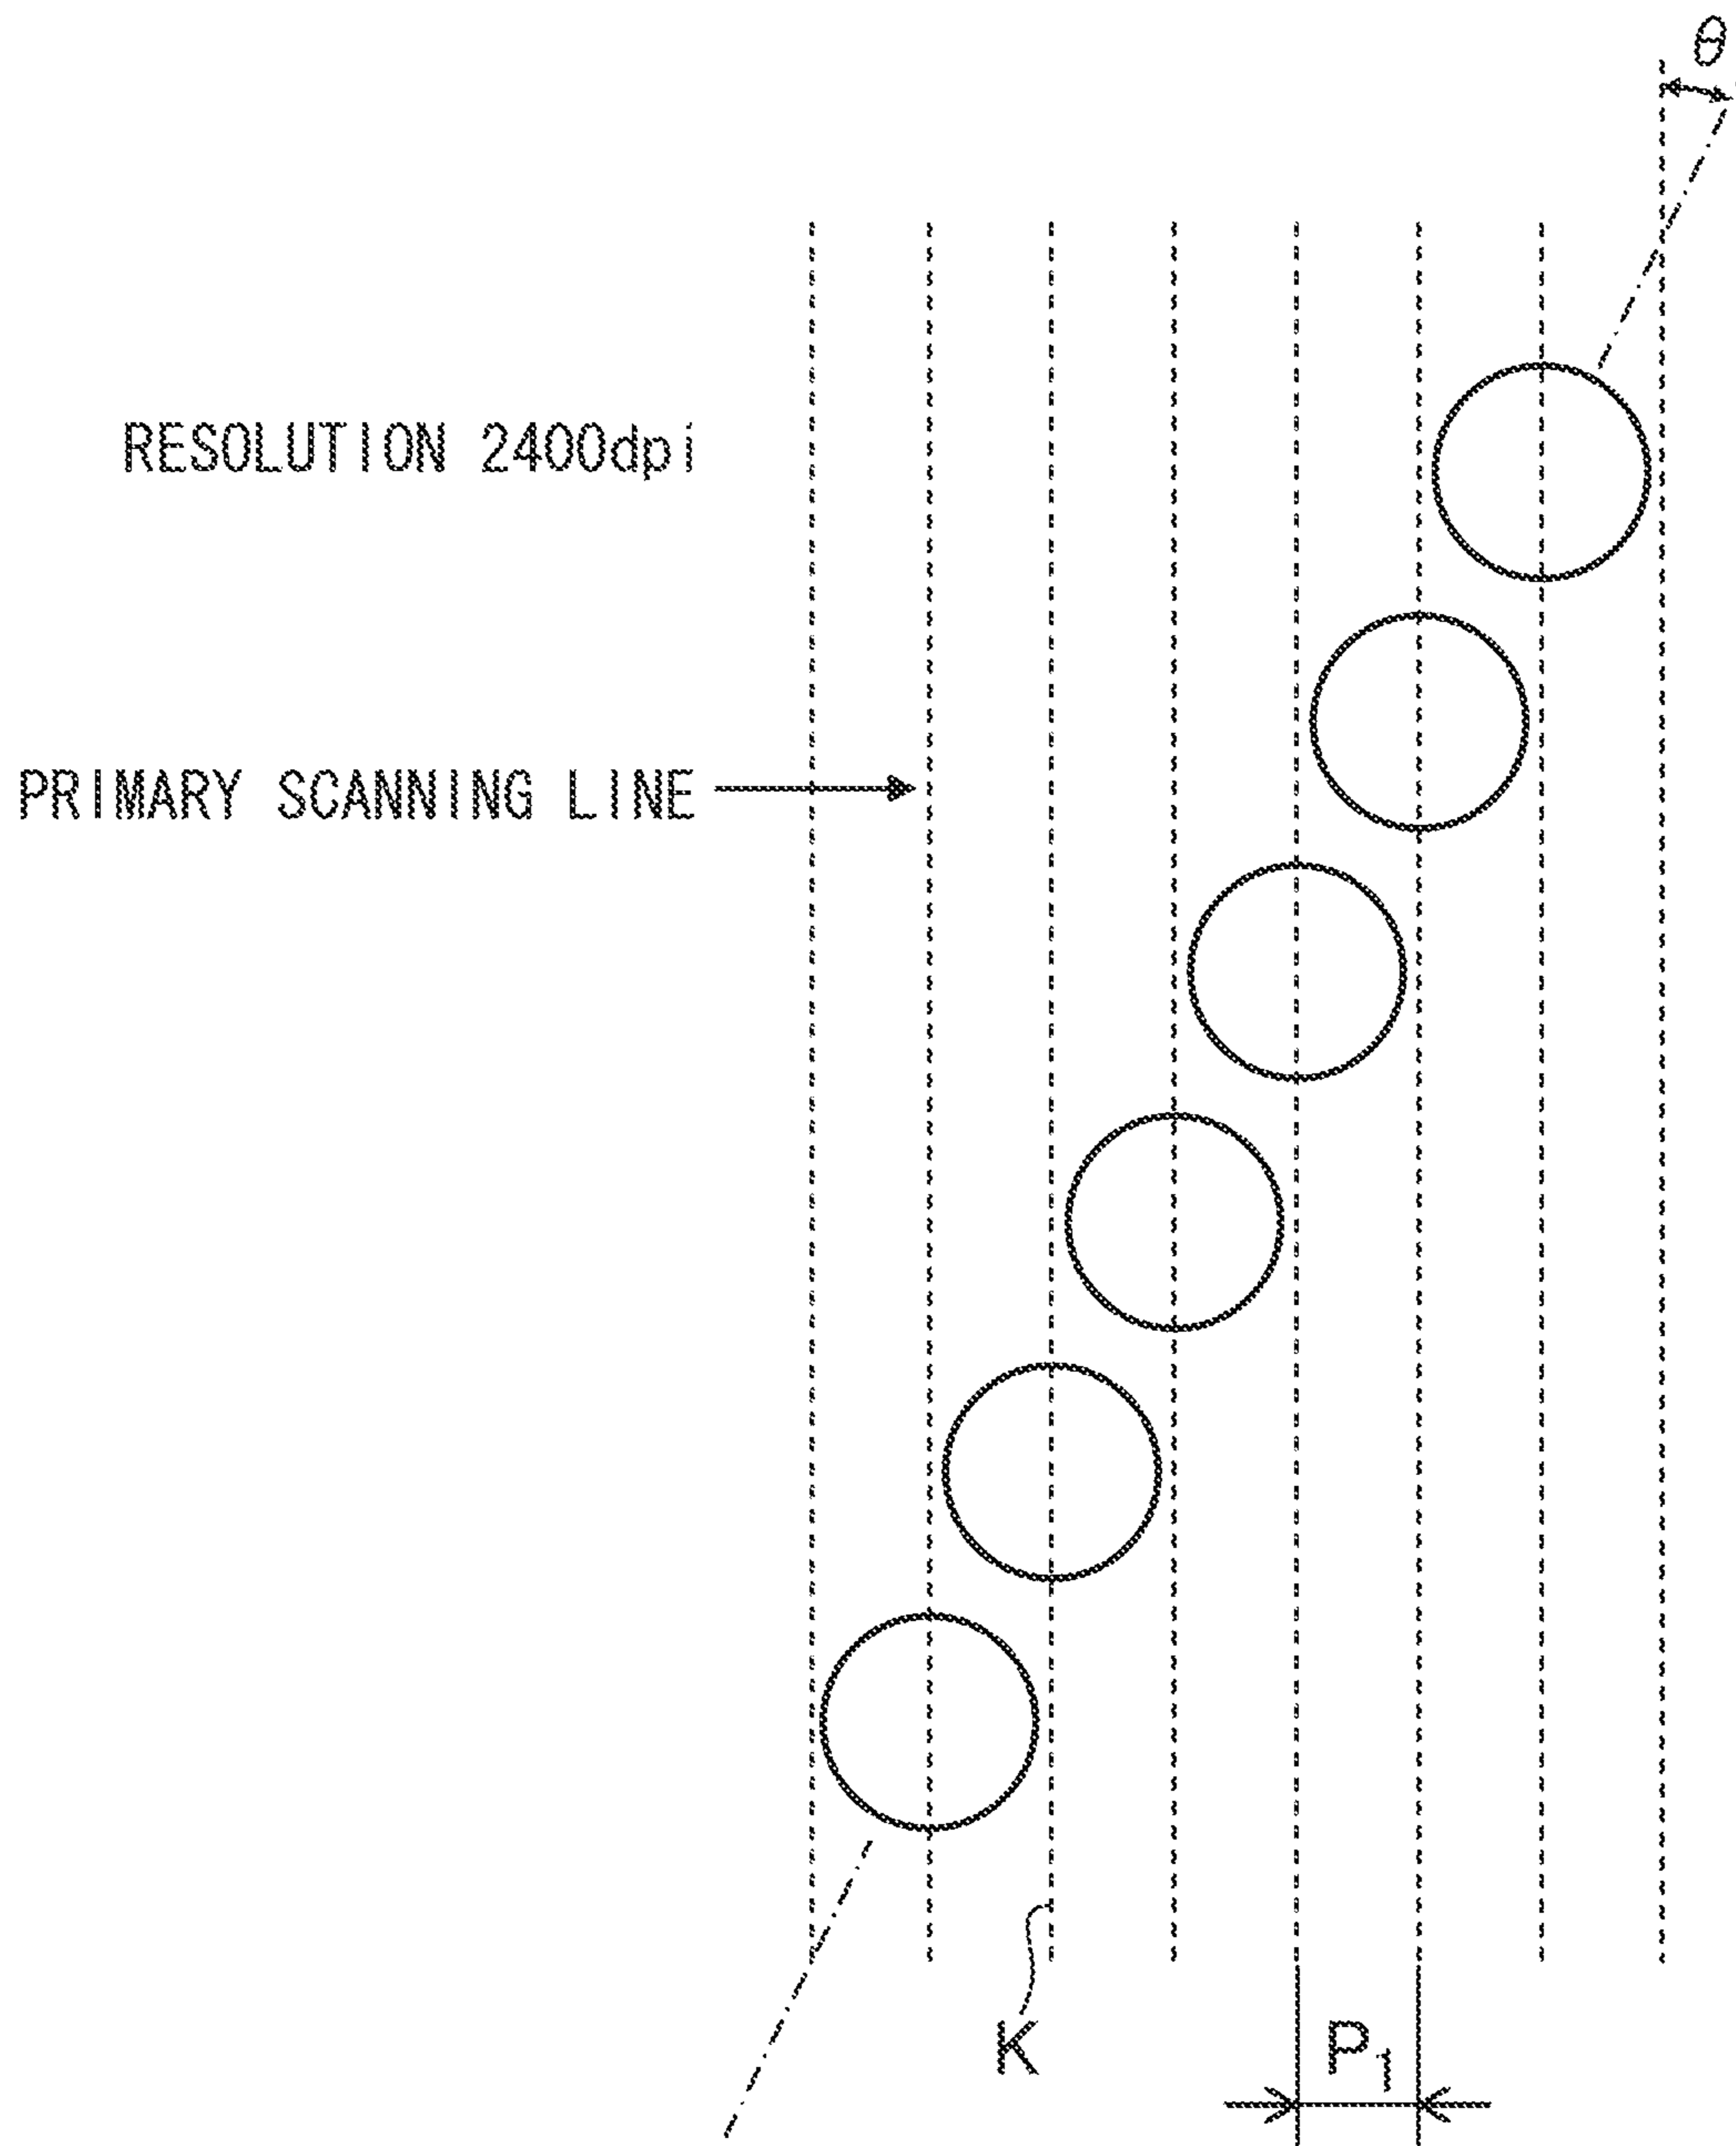 θ
RESOLUTION 2400dpi
PRIMARY SCANNING LINE
K
P1